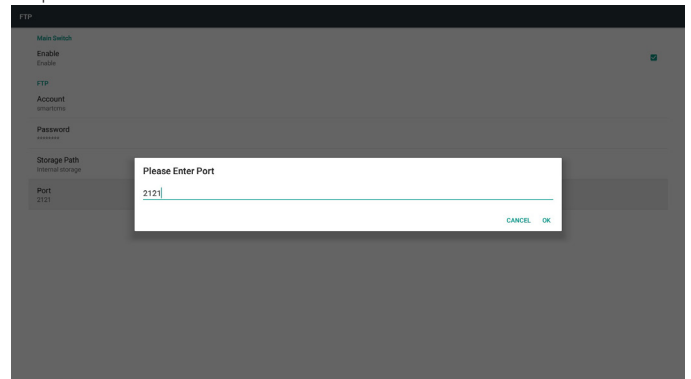 FTP
Main Switch
Enable
Enable
FTP
Account
smartcms
Password
********
Storage Path
Internal storage
Port
2121
Please Enter Port
2121
CANCEL OK